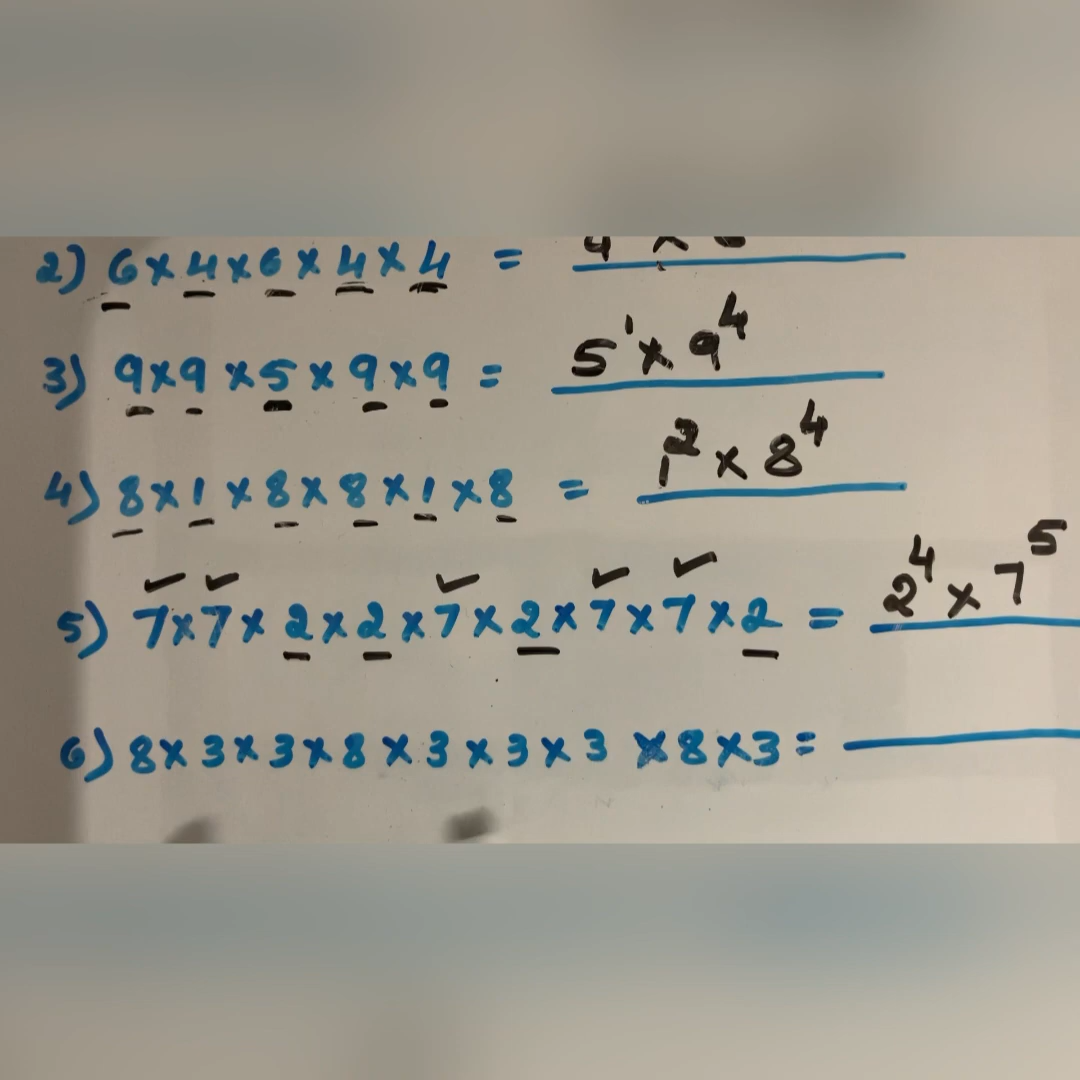 2) 6 × 4 × 6 × 4 × 4 =
3) 9 × 9 × 5 × 9 × 9 = 5¹ × 9⁴
4) 8 × 1 × 8 × 8 × 1 × 8 = 1² × 8⁴
5) 7 × 7 × 2 × 2 × 7 × 2 × 7 × 7 × 2 = 2⁴ × 7⁵
6) 8 × 3 × 3 × 8 × 3 × 3 × 3 × 8 × 3 =